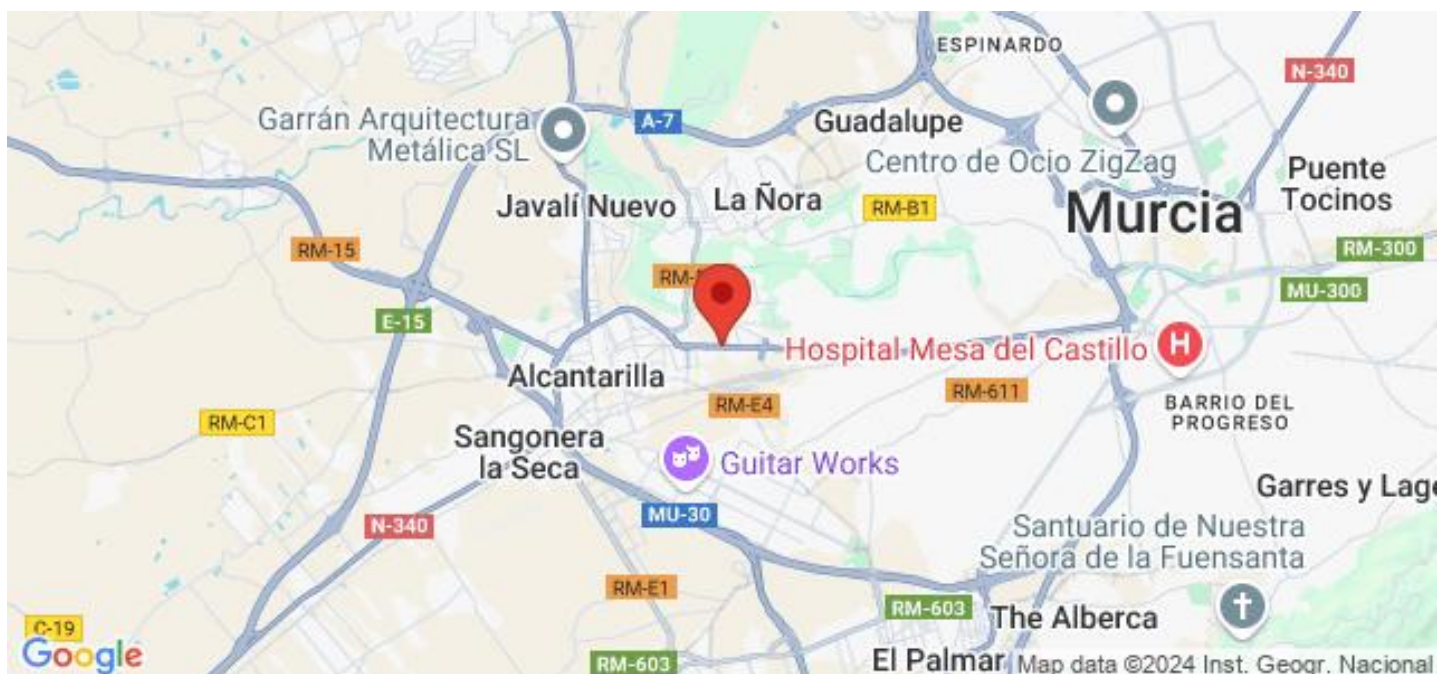 ESPINARDO
N-340
Garrán Arquitectura
Metálica SL
A-7
Guadalupe
Centro de Ocio ZigZag
Puente
Tocinos
Javalí Nuevo
La Ñora
RM-B1
Murcia
RM-15
RM-300
MU-300
E-15
Hospital Mesa del Castillo
H
Alcantarilla
RM-E4
RM-611
BARRIO DEL
PROGRESO
RM-C1
Sangonera
la Seca
Guitar Works
Garres y Lage
N-340
MU-30
Santuario de Nuestra
Señora de la Fuensanta
RM-E1
RM-603
The Alberca
C-19
Google
RM-603
El Palmar
Map data ©2024 Inst. Geogr. Nacional